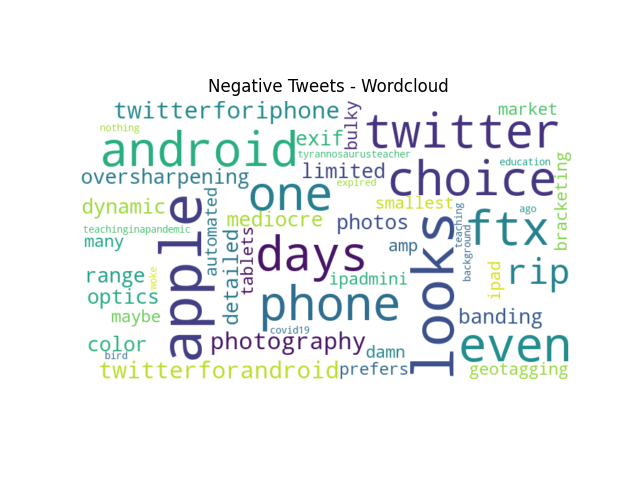 Negative Tweets - Wordcloud
twitterforiphone
bulky
market
nothing
android
exif
twitter
tyrannosaurusteacher
oversharpening
limited
choice
education
bracketing
expired
one
dynamic
automated
mediocre
smallest
photos
teaching
ago
ftx
teachinginapandemic
many
apple
detailed
tablets
days
amp
looks
background
range
woke
ipadmini
ipad
rip
optics
phone
maybe
covid19
banding
color
bird
photography
damn
even
twitterforandroid
prefers
geotagging